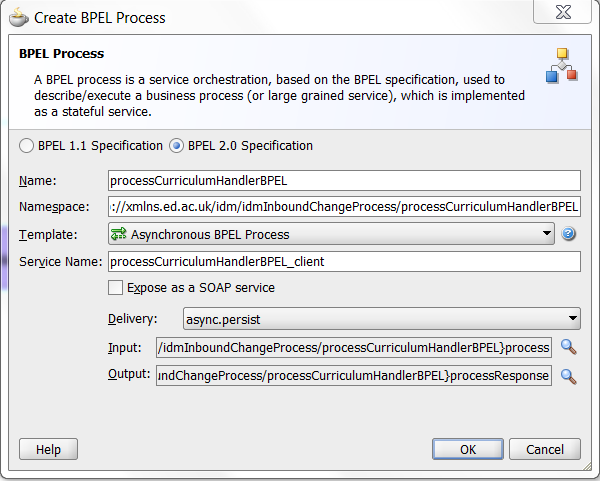 Create BPEL Process
BPEL Process
A BPEL process is a service orchestration, based on the BPEL specification, used to
describe/execute a business process (or large grained service), which is implemented
as a stateful service.
BPEL 1.1 Specification BPEL 2.0 Specification
Name: processCurriculumHandlerBPEL
Namespace: ://xmlns.ed.ac.uk/idm/idmInboundChangeProcess/processCurriculumHandlerBPEL
Template: Asynchronous BPEL Process
Service Name: processCurriculumHandlerBPEL_client
Expose as a SOAP service
Delivery: async.persist
Input: /idmInboundChangeProcess/processCurriculumHandlerBPEL}process
Output: undChangeProcess/processCurriculumHandlerBPEL}processResponse
Help OK Cancel